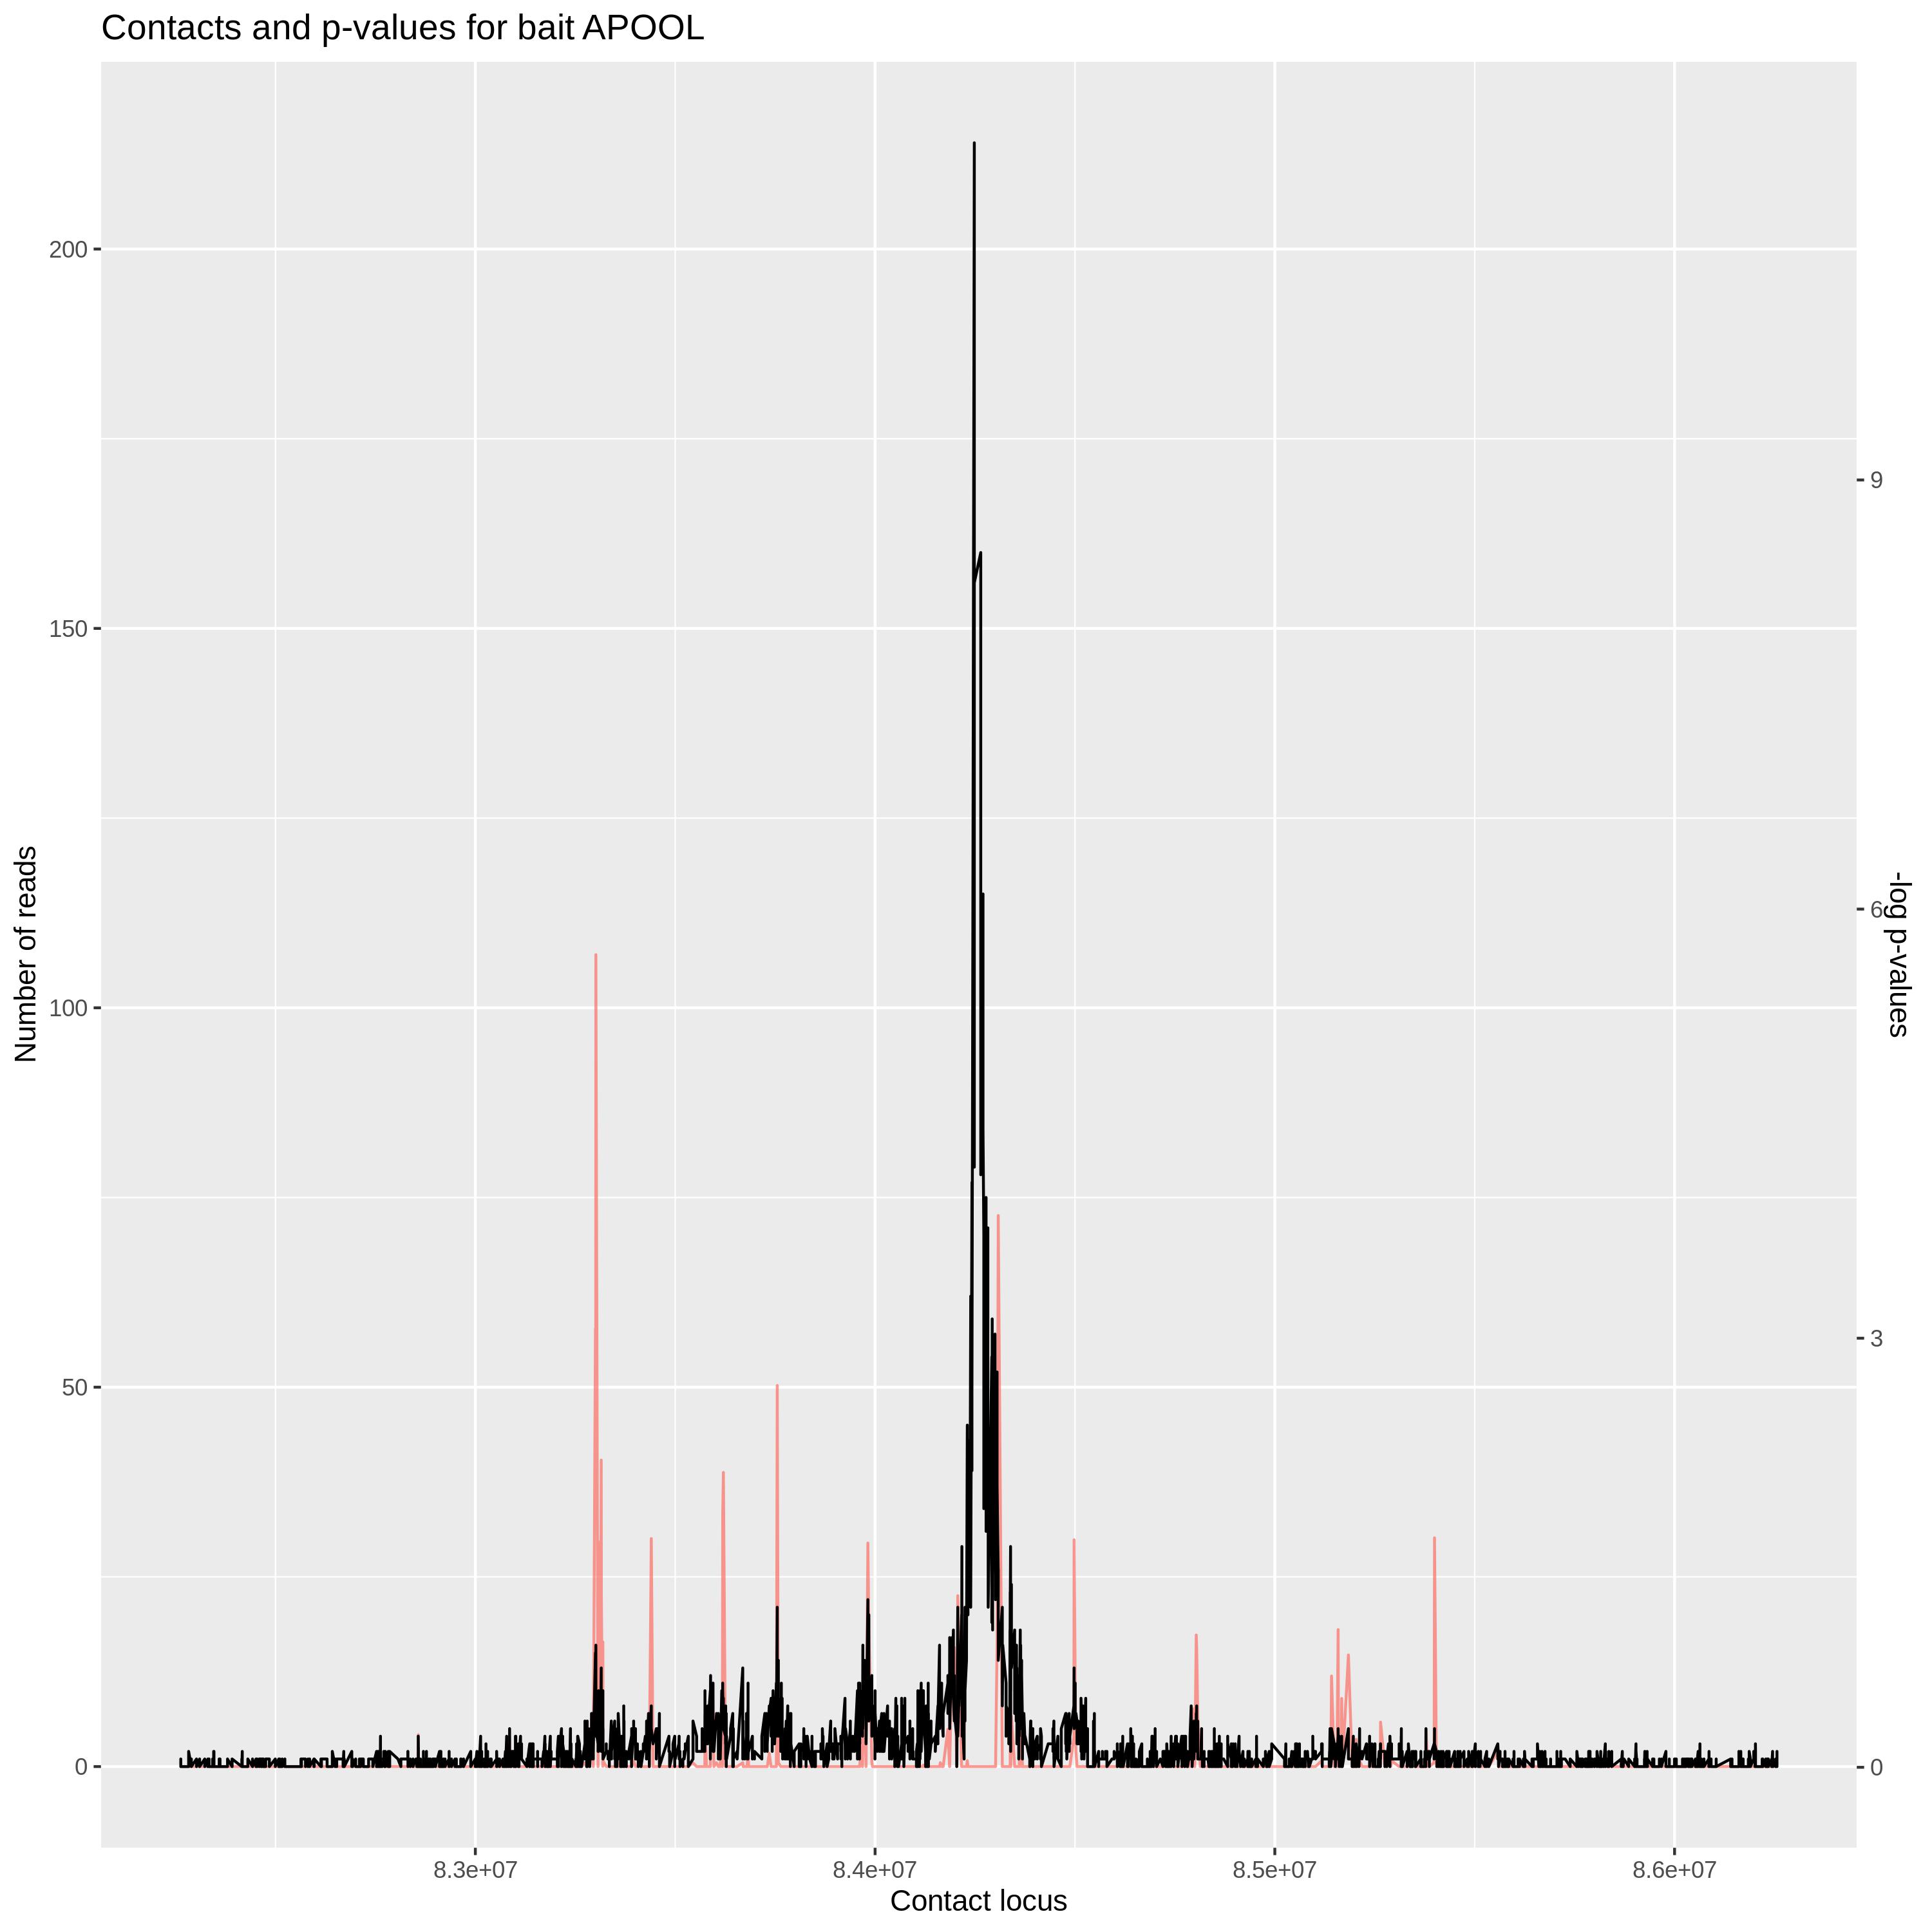 Contacts and p-values for bait APOOL
200
150
100
50
0
Number of reads
9
6
3
0
-log p-values
8.3e+07
8.4e+07
8.5e+07
8.6e+07
Contact locus